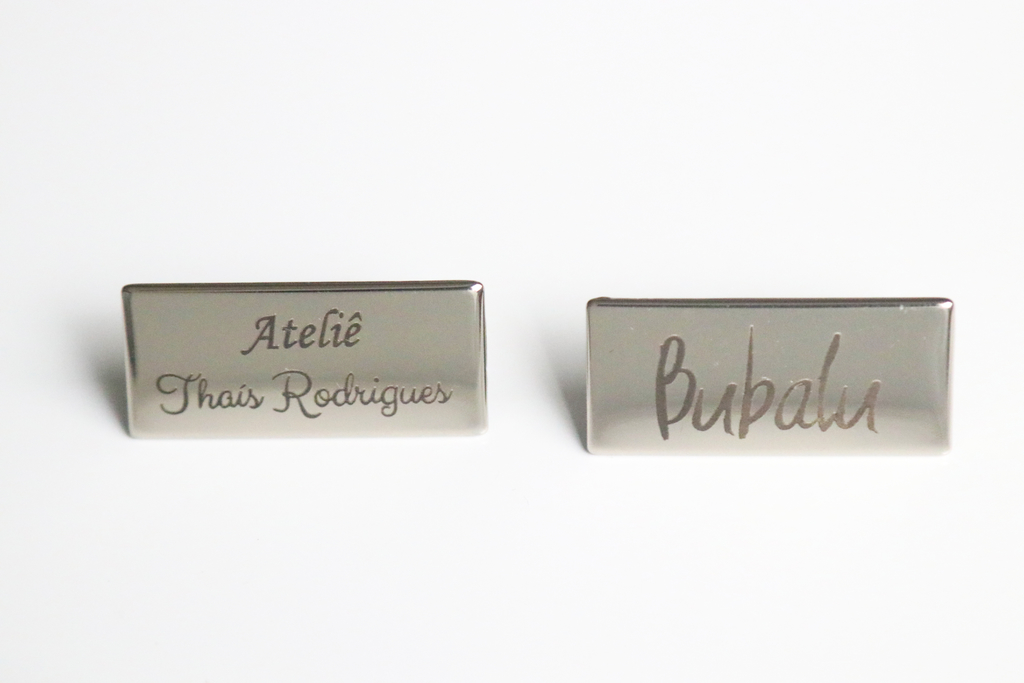 Ateliê
Thaís Rodrigues
Bubalu